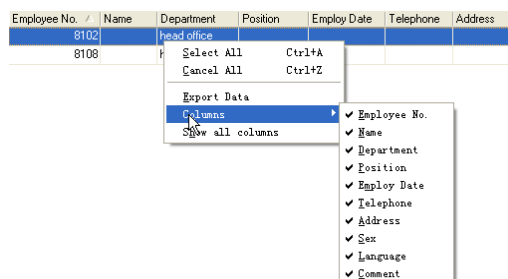 Employee No. Name Department Position Employ Date Telephone Address
8102 head office
8108 h
Select All Ctrl+A
Cancel All Ctrl+Z
Export Data
Columns
Show all columns
Employee No.
Name
Department
Position
Employ Date
Telephone
Address
Sex
Language
Comment